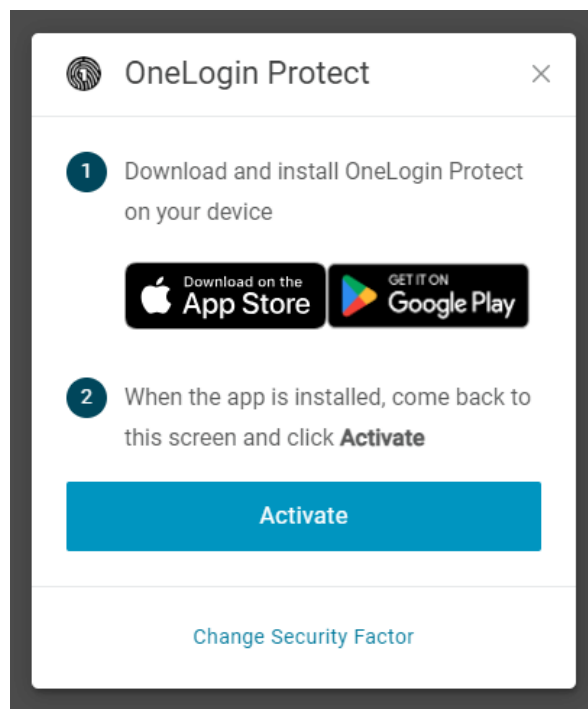 OneLogin Protect
1
Download and install OneLogin Protect
on your device
Download on the
App Store
GET IT ON
Google Play
2
When the app is installed, come back to
this screen and click Activate
Activate
Change Security Factor